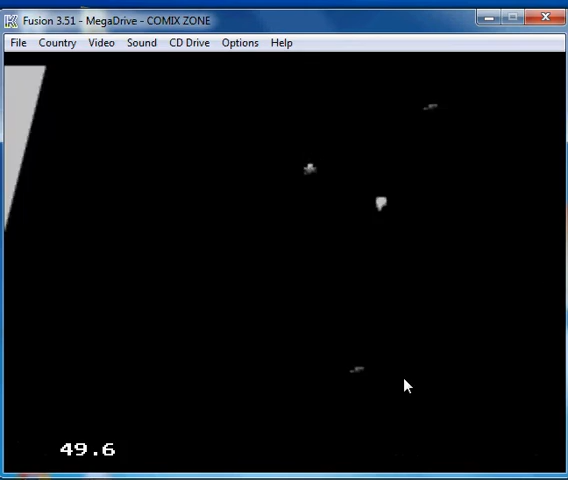 Fusion 3.51 - MegaDrive - COMIX ZONE
File Country Video Sound CD Drive Options Help
49.6